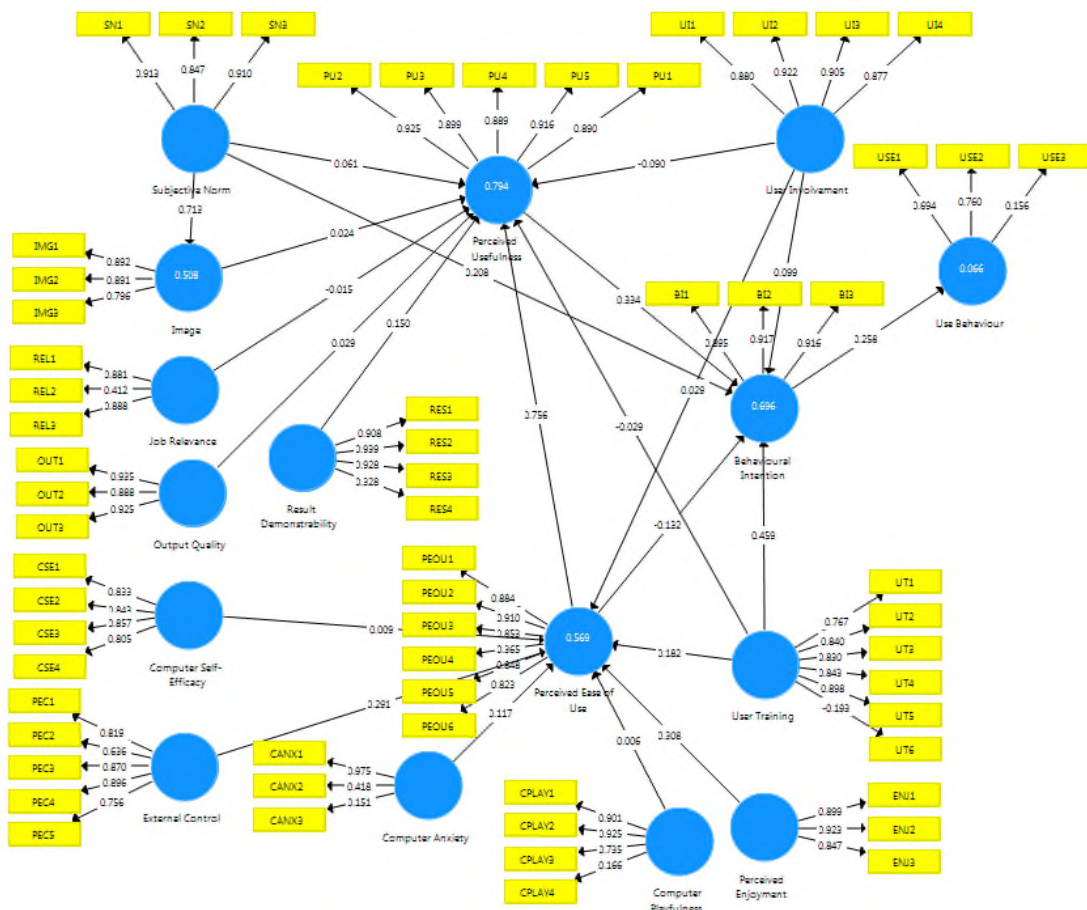 SN1
SN2
SN3
0.913
0.847
0.910
Subjective Norm
PU2
PU3
PU4
PU5
PU1
0.925
0.899
0.889
0.916
0.890
0.794
Perceived
Usefulness
UI1
UI2
UI3
UI4
0.880
0.922
0.905
0.877
User Involvement
USE1
USE2
USE3
0.694
0.760
0.156
0.066
Use Behaviour
0.061
-0.090
0.713
0.024
0.208
0.099
0.334
-0.015
0.029
0.150
0.258
IMG1
IMG2
IMG3
0.892
0.891
0.796
0.508
Image
BI1
BI2
BI3
0.917
0.916
0.696
Behavioural
Intention
REL1
REL2
REL3
0.881
0.412
0.888
Job Relevance
0.756
0.029
-0.029
-0.132
0.459
OUT1
OUT2
OUT3
0.935
0.888
0.925
Output Quality
RES1
RES2
RES3
RES4
0.908
0.939
0.928
0.328
Result
Demonstrability
CSE1
CSE2
CSE3
CSE4
0.833
0.843
0.857
0.805
Computer Self-
Efficacy
0.009
PEOU1
PEOU2
PEOU3
PEOU4
PEOU5
PEOU6
0.884
0.910
0.853
0.365
0.848
0.823
0.569
Perceived Ease of
Use
0.182
UT1
UT2
UT3
UT4
UT5
UT6
0.767
0.840
0.830
0.843
0.898
-0.193
User Training
PEC1
PEC2
PEC3
PEC4
PEC5
0.819
0.636
0.870
0.896
0.756
External Control
0.291
0.117
0.006
0.308
CANX1
CANX2
CANX3
0.975
0.418
0.151
Computer Anxiety
CPLAY1
CPLAY2
CPLAY3
CPLAY4
0.901
0.925
0.735
0.166
Computer
Playfulness
ENJ1
ENJ2
ENJ3
0.899
0.923
0.847
Perceived
Enjoyment